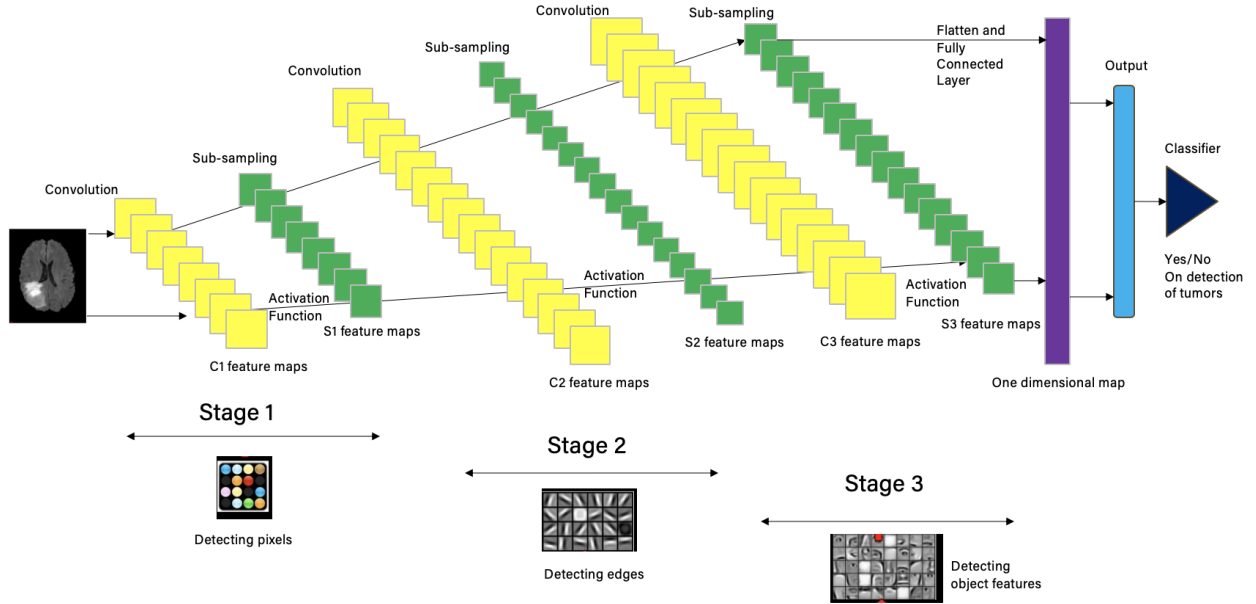 Convolution
Sub-sampling
Convolution
Sub-sampling
Convolution
Sub-sampling
Flatten and
Fully
Connected
Layer
Output
Classifier
Yes/No
On detection
of tumors
Activation
Function
Activation
Function
Activation
Function
C1 feature maps
S1 feature maps
C2 feature maps
S2 feature maps
C3 feature maps
S3 feature maps
One dimensional map
Stage 1
Detecting pixels
Stage 2
Detecting edges
Stage 3
Detecting
object features